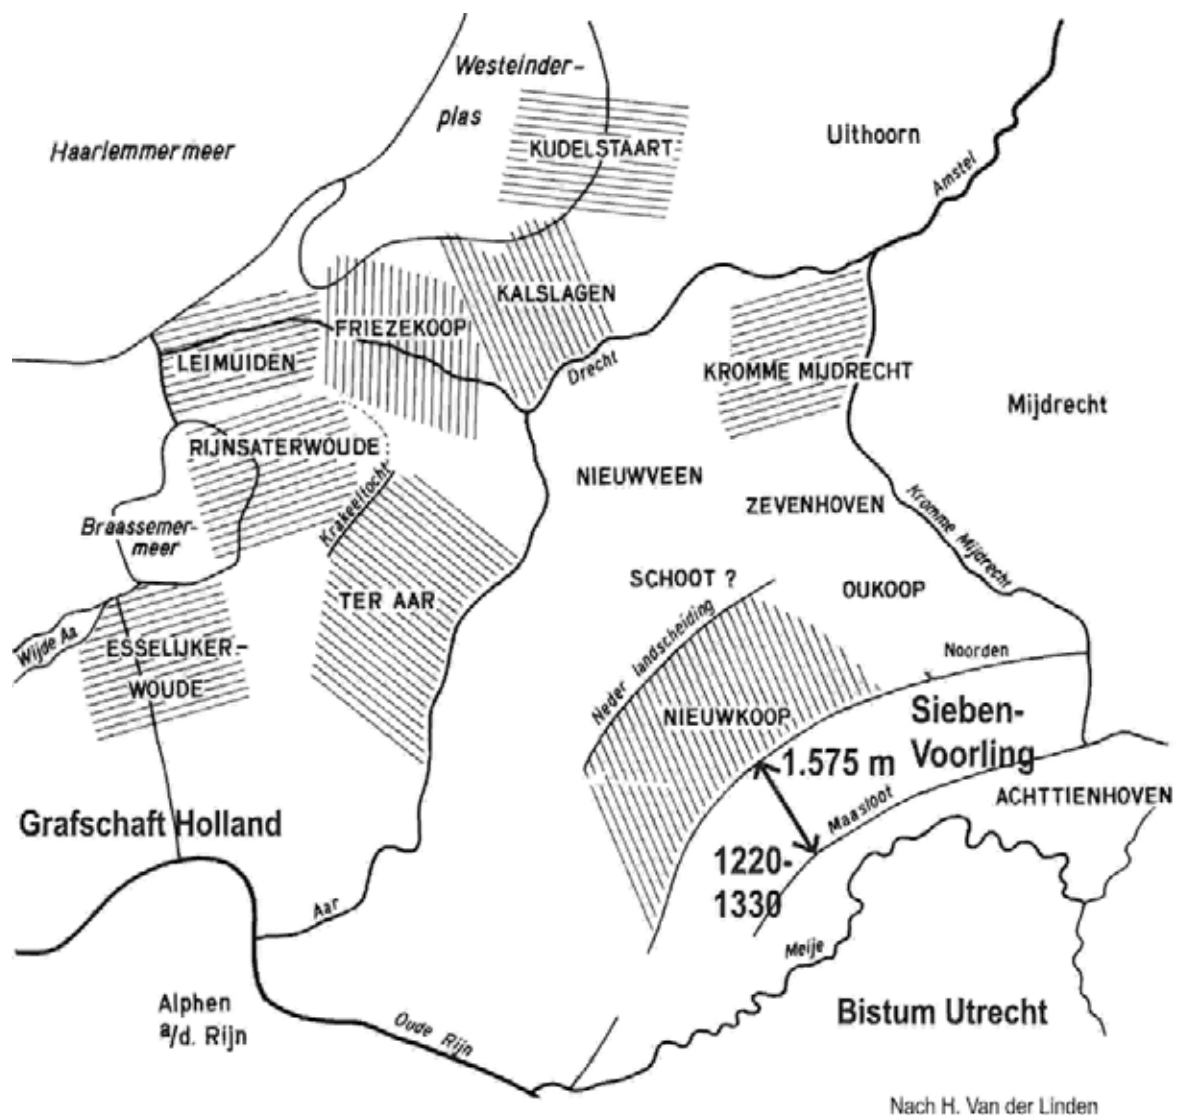 Westeinder-
plas
Haarlemmermeer
KUDELSTAART
Uithoorn
Amstel
KALSLAGEN
FRIEZEKOOP
LEIMUIDEN
Drecht
KROMME MIJDRECHT
Mijdrecht
RIJNSATERWOUDE
Krakeeltocht
NIEUWVEEN
ZEVENHOVEN
Kromme Mijdrecht
Braassemer-
meer
SCHOOT ?
OUKOOP
TER AAR
Wijde Aa
ESSELIJKER-
WOUDE
Neder landscheiding
Noorden
NIEUWKOOP
Sieben-
Voorling
1.575 m
ACHTTIENHOVEN
Maasloot
Grafschaft Holland
1220-
1330
Aar
Meije
Alphen
a/d. Rijn
Oude Rijn
Bistum Utrecht
Nach H. Van der Linden